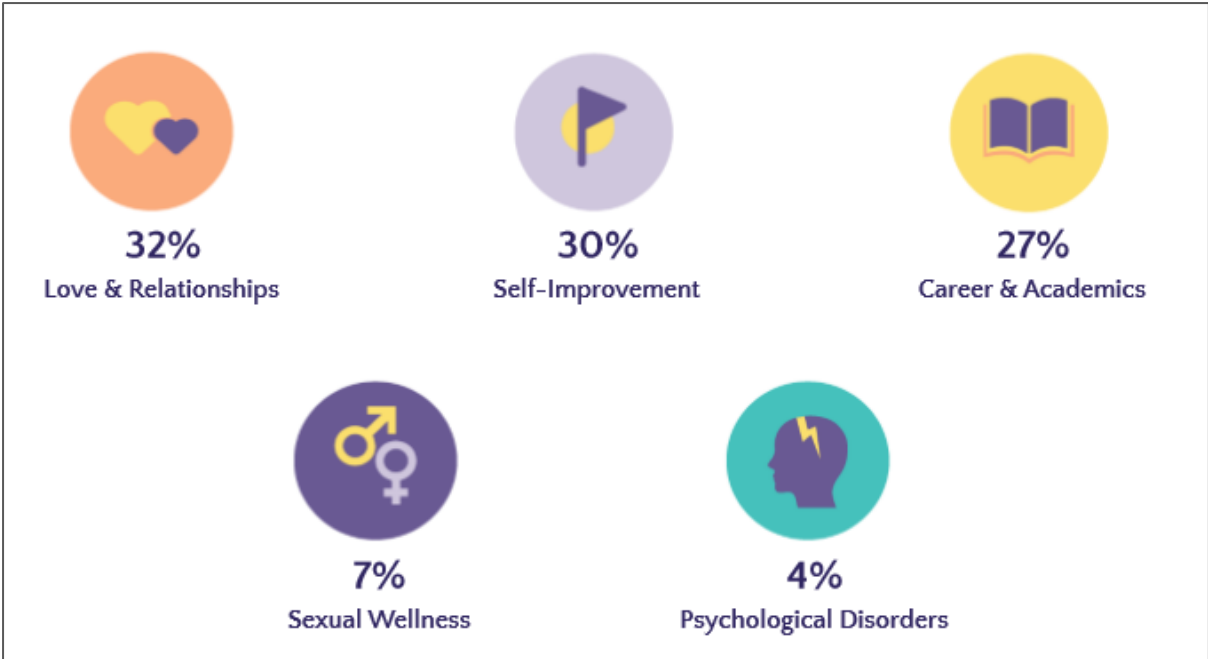 32%
Love & Relationships
30%
Self-Improvement
27%
Career & Academics
7%
Sexual Wellness
4%
Psychological Disorders